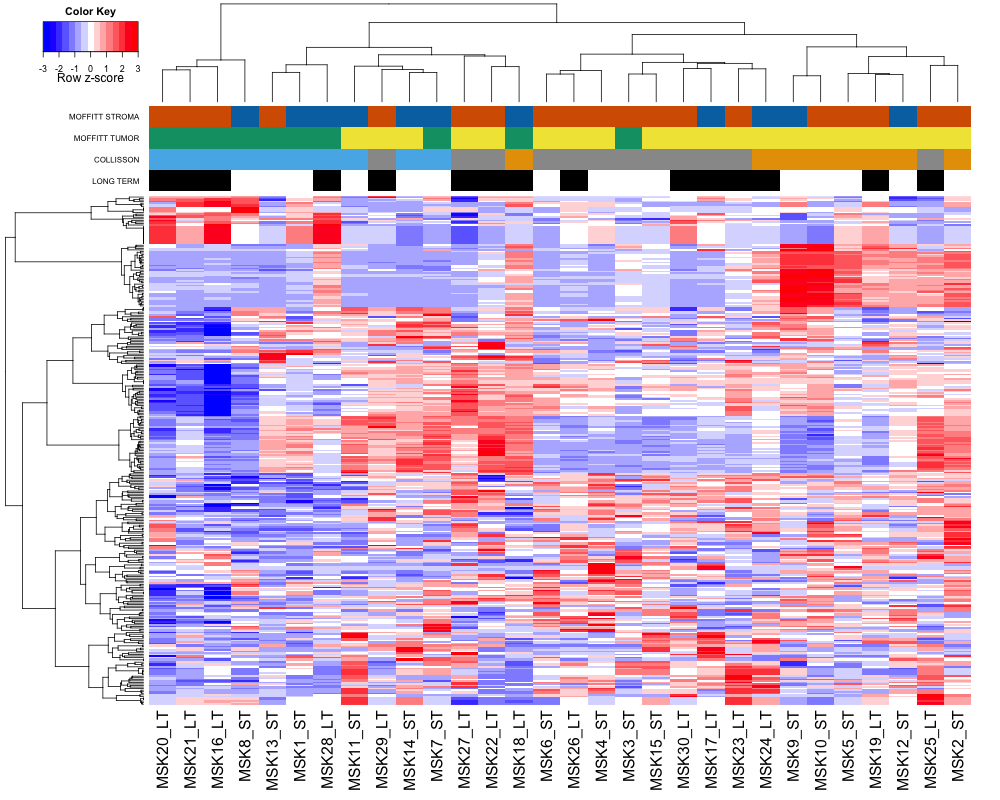 Color Key
-3 -2 -1 0 1 2 3
Row z-score
MOFFITT STROMA
MOFFITT TUMOR
COLLISSON
LONG TERM
MSK20_LT
MSK21_LT
MSK16_LT
MSK8_ST
MSK13_ST
MSK1_ST
MSK28_LT
MSK11_ST
MSK29_LT
MSK14_ST
MSK7_ST
MSK27_LT
MSK22_LT
MSK18_LT
MSK6_ST
MSK26_LT
MSK4_ST
MSK3_ST
MSK15_ST
MSK30_LT
MSK17_LT
MSK23_LT
MSK24_LT
MSK9_ST
MSK10_ST
MSK5_ST
MSK19_LT
MSK12_ST
MSK25_LT
MSK2_ST